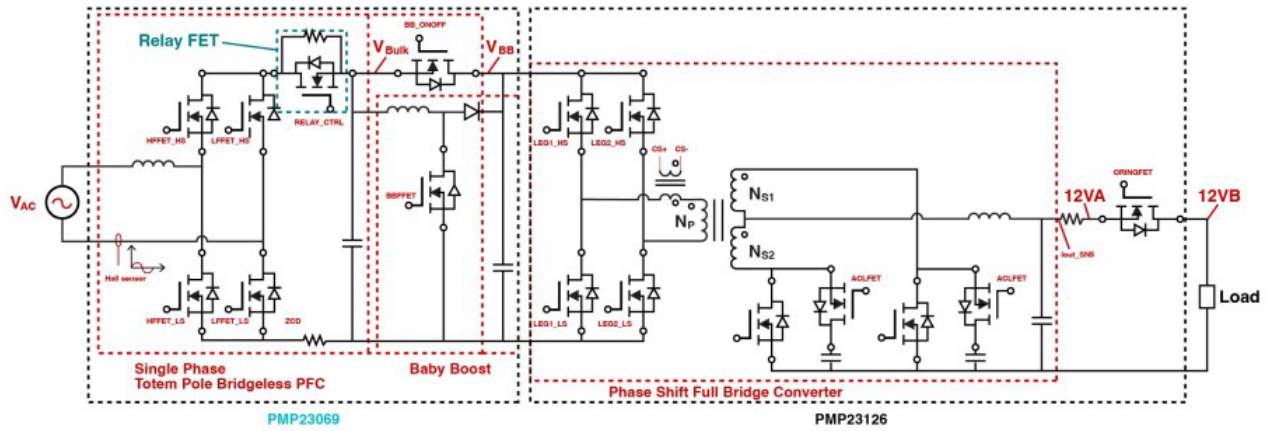 BB_ONOFF
Relay FET
VBulk
VBB
RELAY_CTRL
HFFET_HS
LFFET_HS
LEG1_HS
LEG2_HS
CS+
CS-
ORINGFET
BBFFET
VAC
NP
NS1
NS2
12VA
12VB
Iout_SNS
Hall sensor
ACLFET
ACLFET
Load
HFFET_LS
LFFET_LS
ZCD
LEG1_LS
LEG2_LS
Single Phase
Totem Pole Bridgeless PFC
Baby Boost
Phase Shift Full Bridge Converter
PMP23069
PMP23126